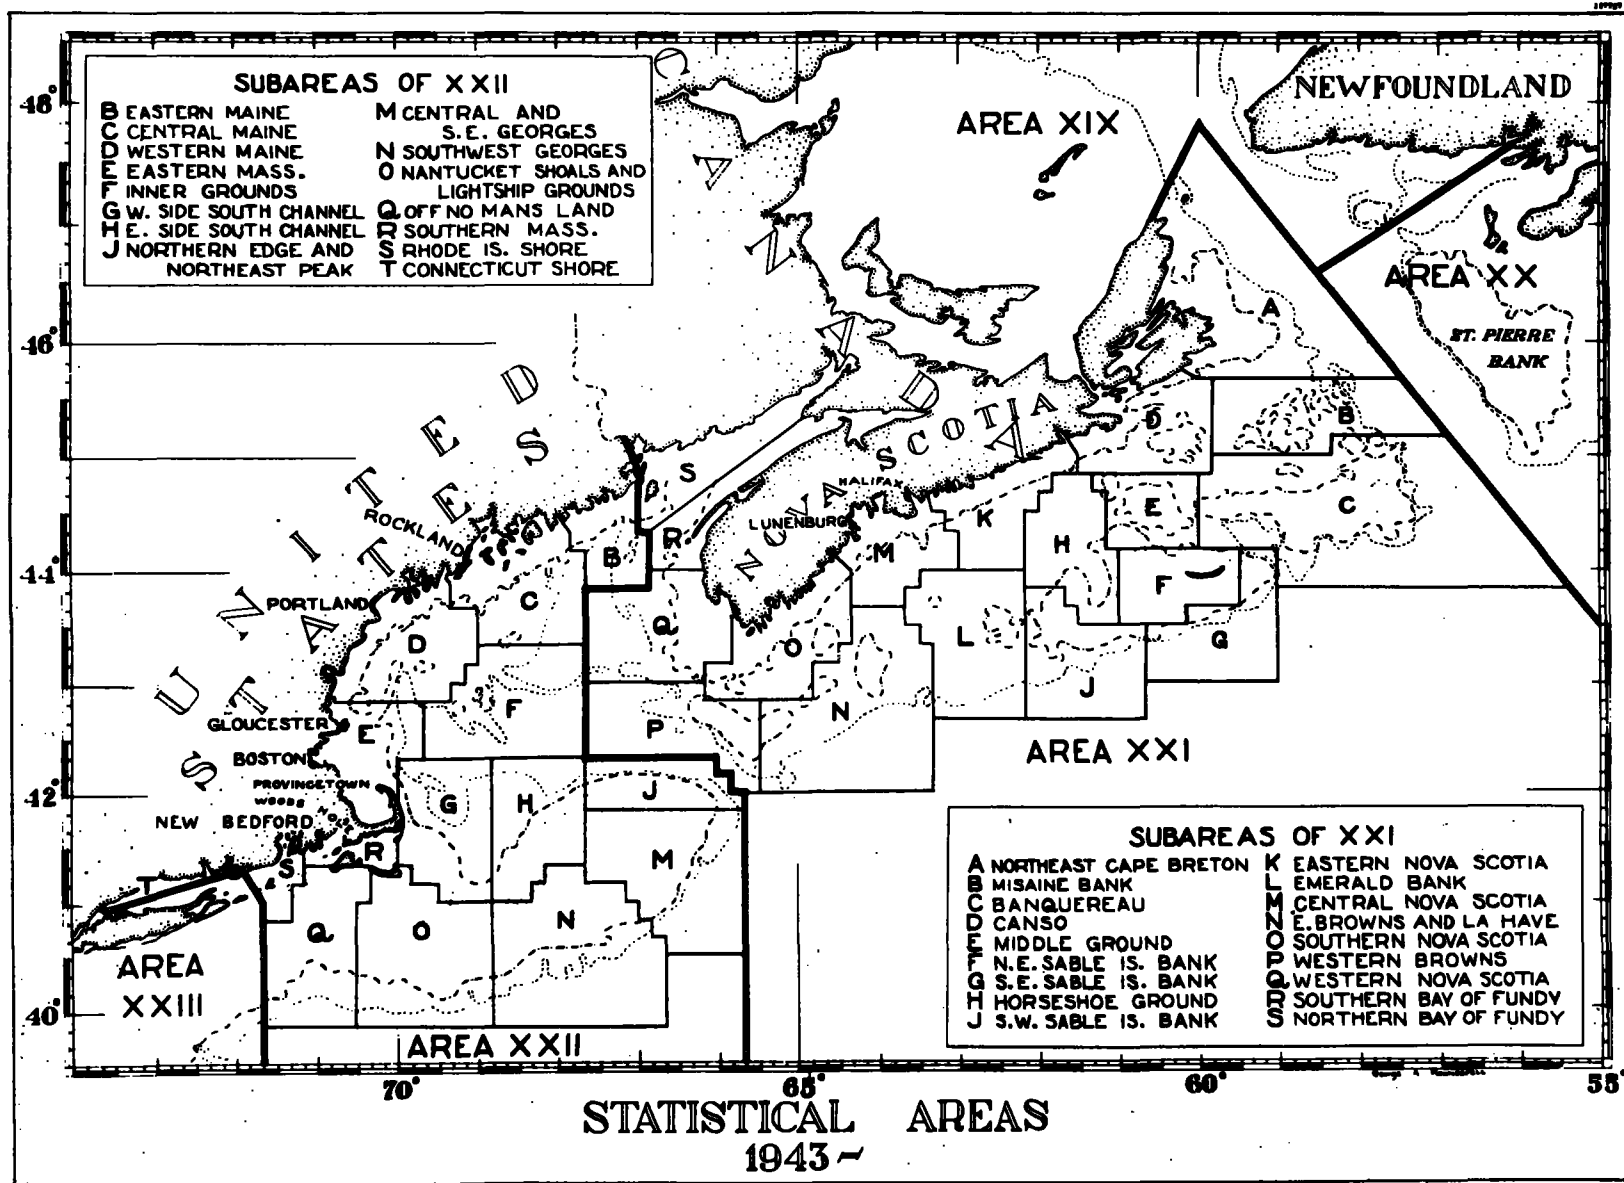 SUBAREAS OF XXII
B EASTERN MAINE
C CENTRAL MAINE
D WESTERN MAINE
E EASTERN MASS.
F INNER GROUNDS
G W. SIDE SOUTH CHANNEL
H E. SIDE SOUTH CHANNEL
J NORTHERN EDGE AND
NORTHEAST PEAK
M CENTRAL AND
S.E. GEORGES
N SOUTHWEST GEORGES
O NANTUCKET SHOALS AND
LIGHTSHIP GROUNDS
Q OFF NO MANS LAND
R SOUTHERN MASS.
S RHODE IS. SHORE
T CONNECTICUT SHORE
CANADA
AREA XIX
NEWFOUNDLAND
AREA XX
ST. PIERRE
BANK
UNITED
STATES
NOVA SCOTIA
HALIFAX
LUNENBURG
ROCKLAND
PORTLAND
GLOUCESTER
BOSTON
PROVINCETOWN
WOODS
NEW BEDFORD
A
B
C
D
E
F
G
H
J
K
L
M
N
O
P
Q
R
S
B
C
D
E
F
G
H
J
M
N
O
Q
R
S
T
AREA XXI
AREA
XXIII
AREA XXII
SUBAREAS OF XXI
A NORTHEAST CAPE BRETON
B MISAINE BANK
C BANQUEREAU
D CANSO
E MIDDLE GROUND
F N.E. SABLE IS. BANK
G S.E. SABLE IS. BANK
H HORSESHOE GROUND
J S.W. SABLE IS. BANK
K EASTERN NOVA SCOTIA
L EMERALD BANK
M CENTRAL NOVA SCOTIA
N E. BROWNS AND LA HAVE
O SOUTHERN NOVA SCOTIA
P WESTERN BROWNS
Q WESTERN NOVA SCOTIA
R SOUTHERN BAY OF FUNDY
S NORTHERN BAY OF FUNDY
48°
46°
44°
42°
40°
70°
65°
60°
55°
STATISTICAL AREAS
1943~